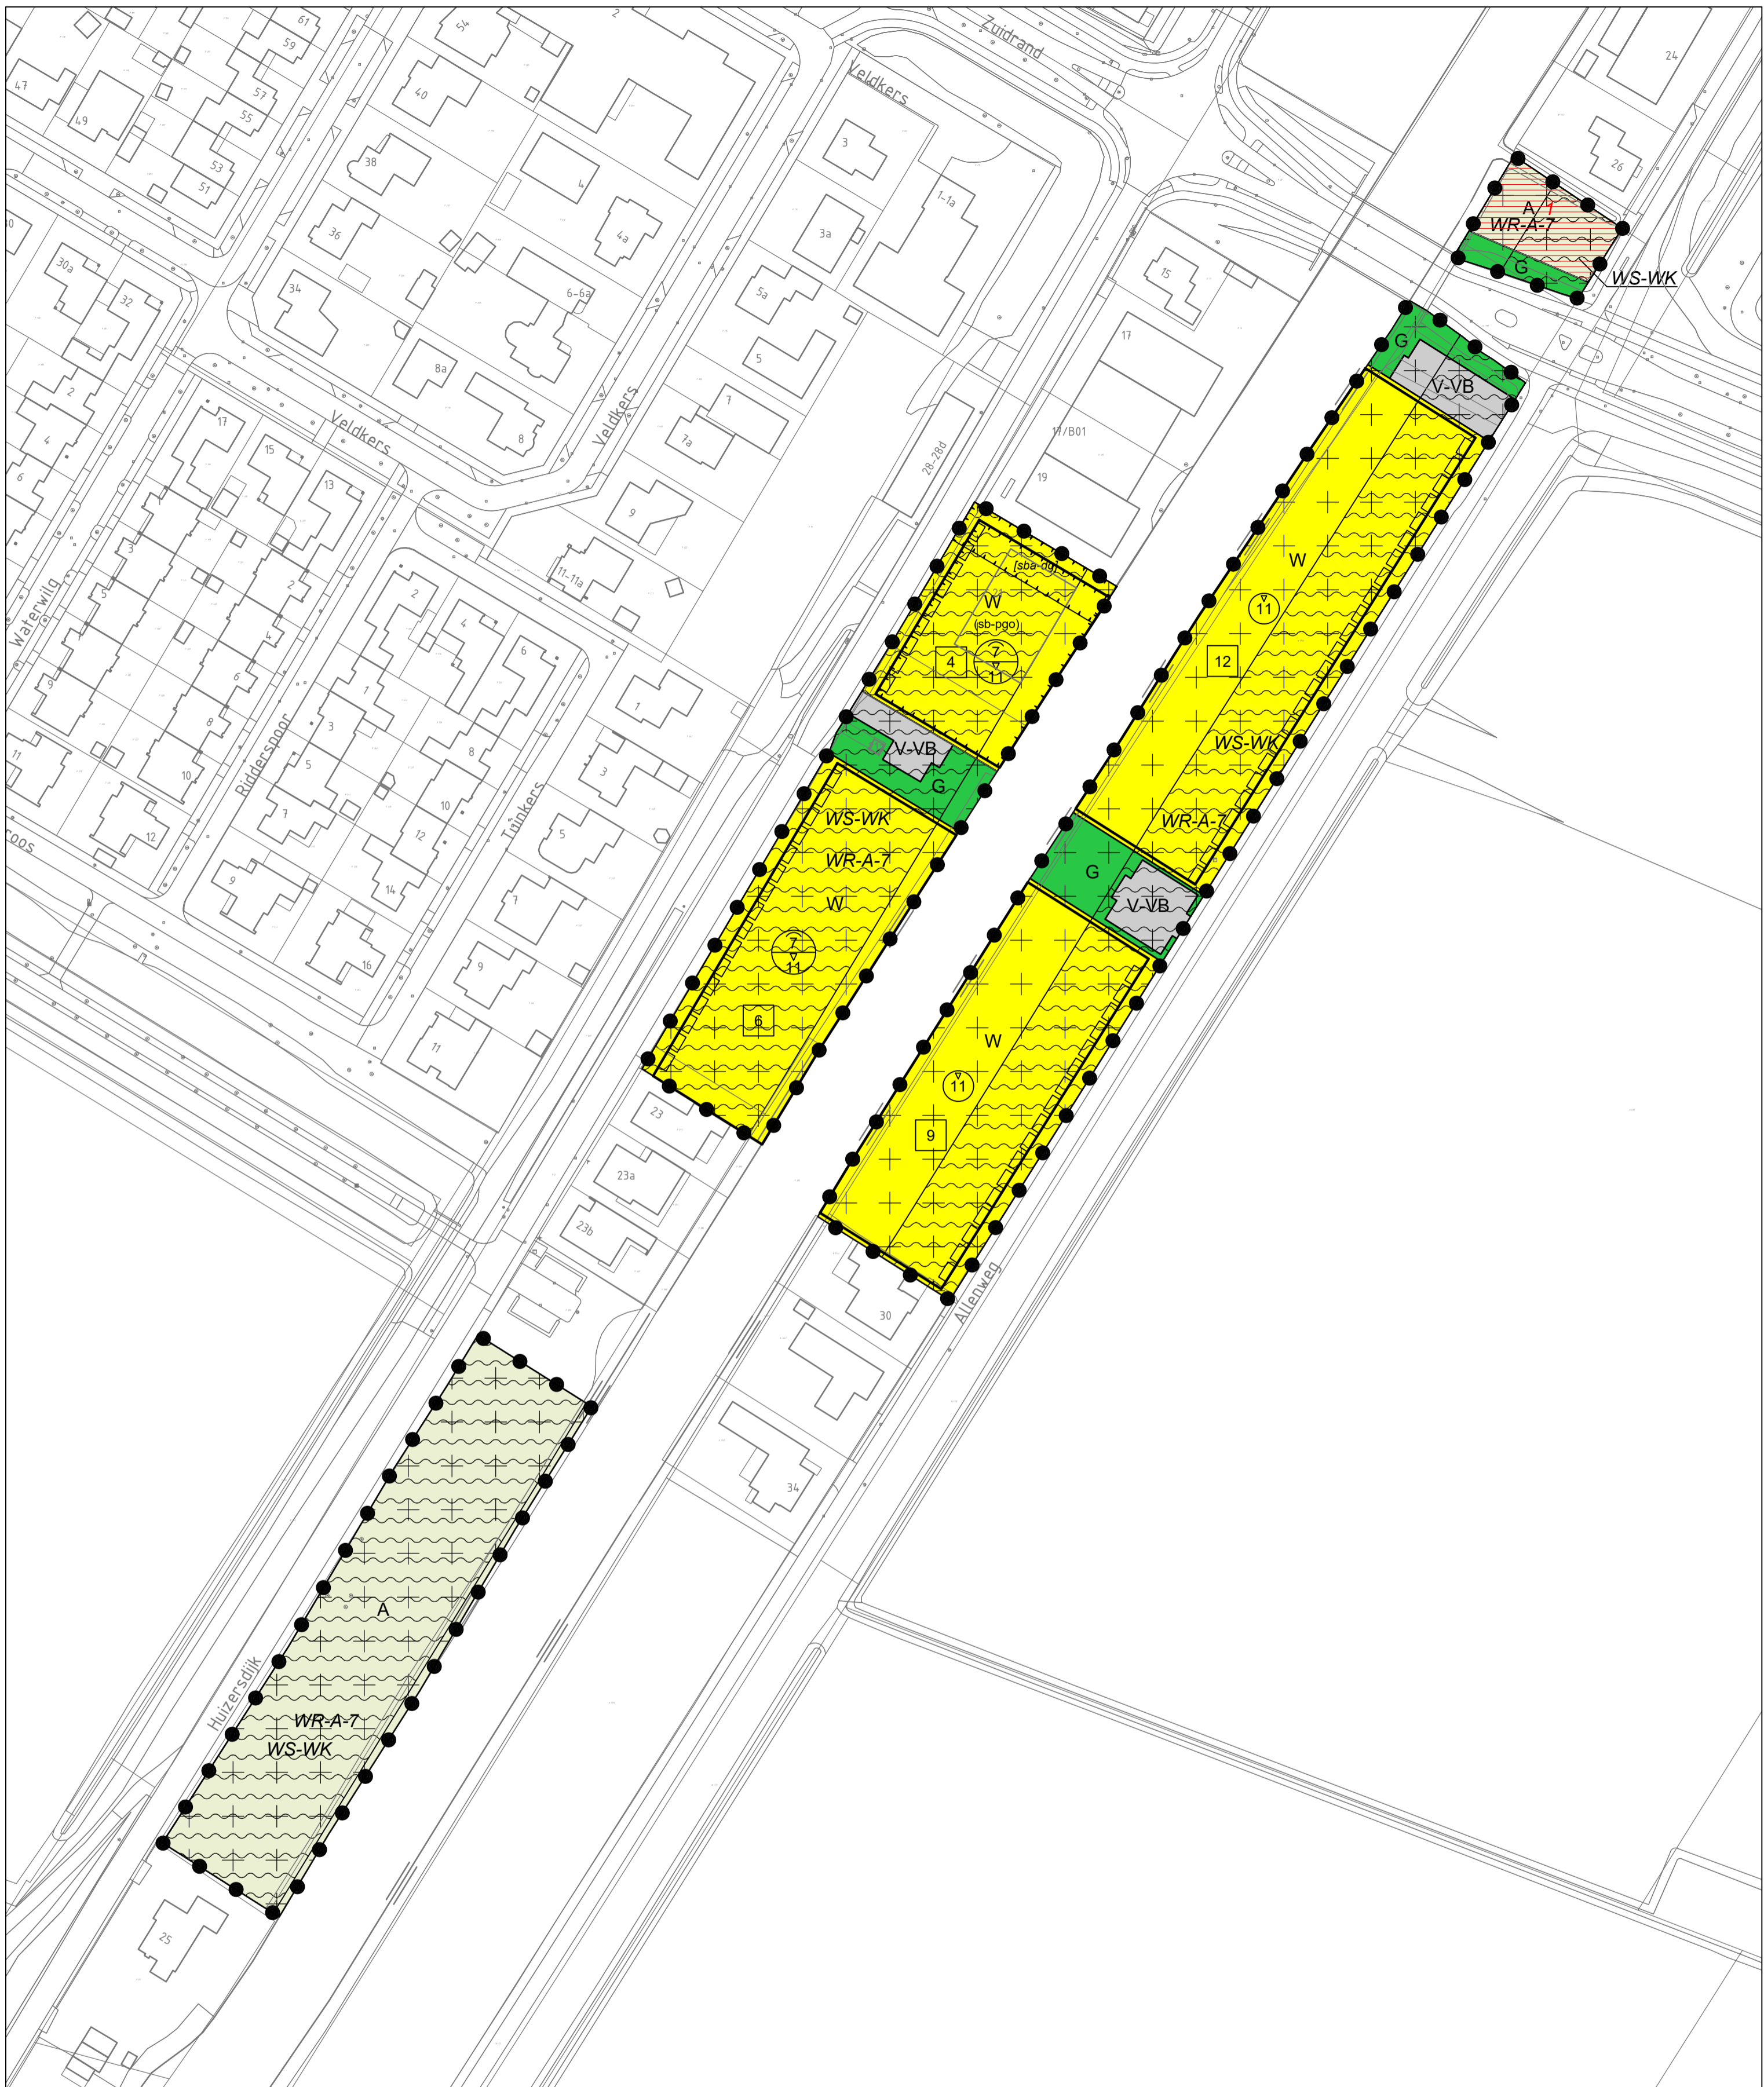 61
59
57
55
53
51
47
49
54
40
38
36
34
2
4
4a
6-6a
8a
8
30a
32
2
4
6
Zuidrand
Veldkers
3
3a
1-1a
5a
5
7
7a
9
11-11a
Veldkers
Veldkers
28-28d
15
17
17/B01
19
24
26
A 1
WR-A-7
G
WS-WK
G
V-VB
W
11
12
WS-WK
WR-A-7
G
V-VB
W
11
9
[sba-dg]
21
W
(sb-pgo)
4
7
11
V-VB
G
WS-WK
WR-A-7
W
7
11
6
17
15
13
1
3
5
7
9
11
2
4
6
8
10
12
Waterwilg
Ridderspoor
2
4
6
8
10
12
14
16
1
3
5
7
9
Tuinkers
1
3
5
7
9
11
oos
23
23a
23b
30
34
Allenweg
A
Huizersdijk
WR-A-7
WS-WK
25